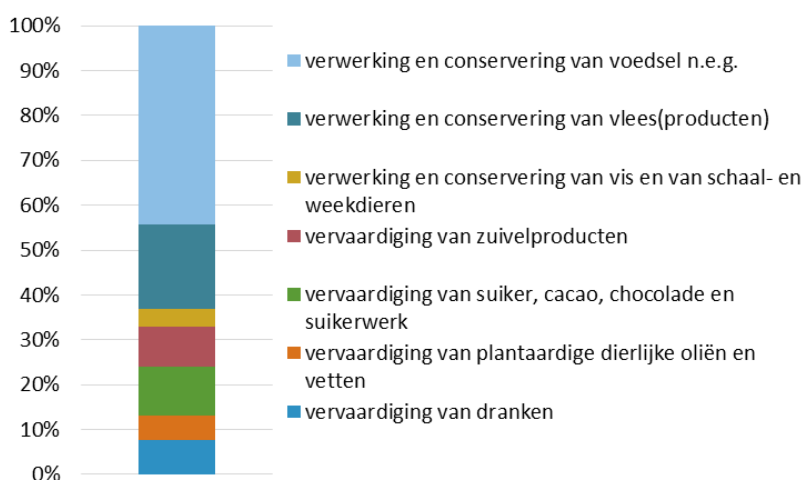 100%
90%
80%
70%
60%
50%
40%
30%
20%
10%
0%
verwerking en conservering van voedsel n.e.g.
verwerking en conservering van vlees(producten)
verwerking en conservering van vis en van schaal- en
weekdieren
vervaardiging van zuivelproducten
vervaardiging van suiker, cacao, chocolade en
suikerwerk
vervaardiging van plantaardige dierlijke oliën en
vetten
vervaardiging van dranken